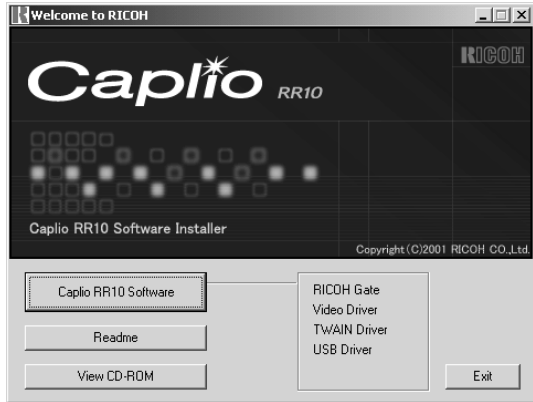 Welcome to RICOH
RICOH
Caplio RR10
Caplio RR10 Software Installer
Copyright (C)2001 RICOH CO.,Ltd.
Caplio RR10 Software
Readme
View CD-ROM
RICOH Gate
Video Driver
TWAIN Driver
USB Driver
Exit